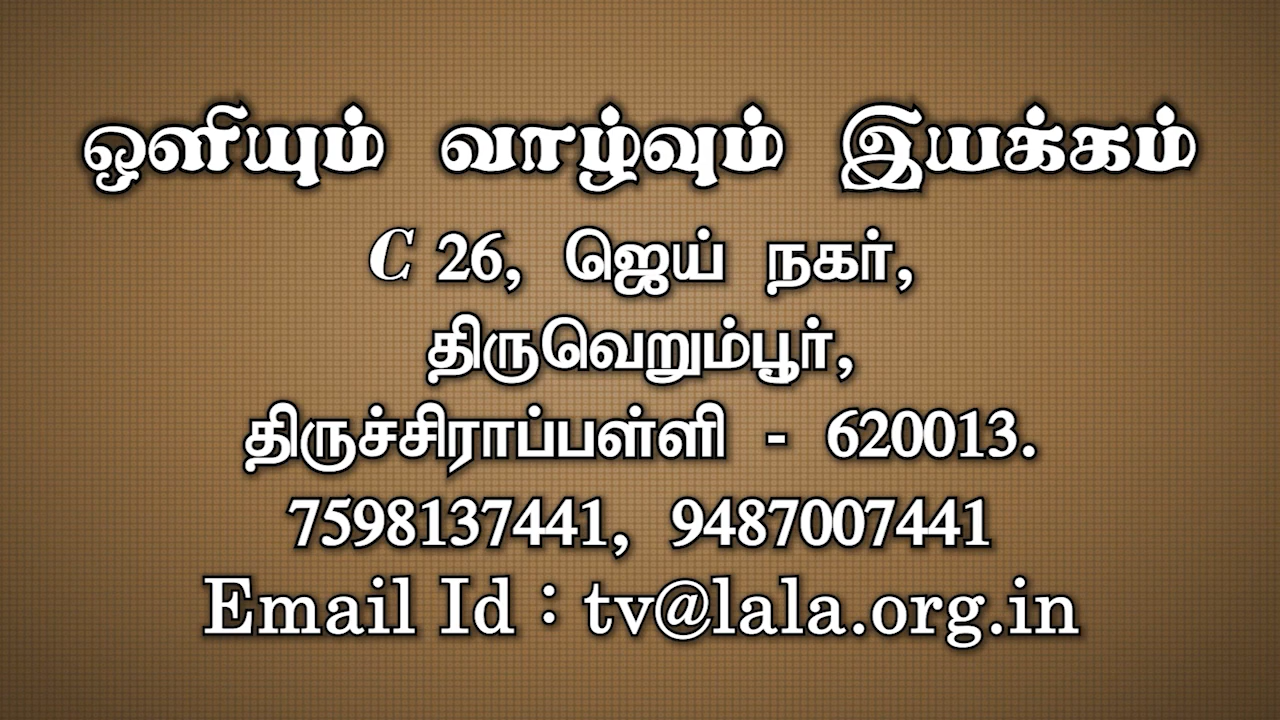 ஒளியும் வாழ்வும் இயக்கம்
C 26, ஜெய் நகர்,
திருவெறும்பூர்,
திருச்சிராப்பள்ளி - 620013.
7598137441, 9487007441
Email Id : tv@lala.org.in